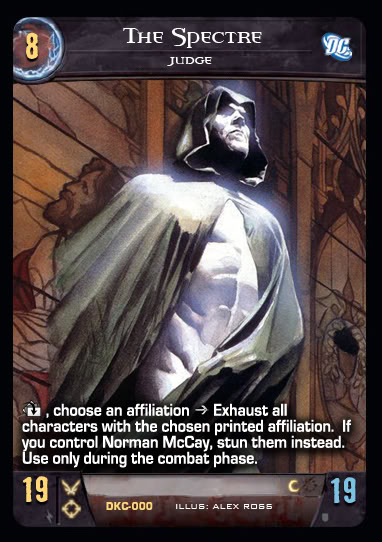 8
The Spectre
JUDGE
DC
, choose an affiliation → Exhaust all
characters with the chosen printed affiliation. If
you control Norman McCay, stun them instead.
Use only during the combat phase.
19
DKC-000
ILLUS: ALEX ROSS
19